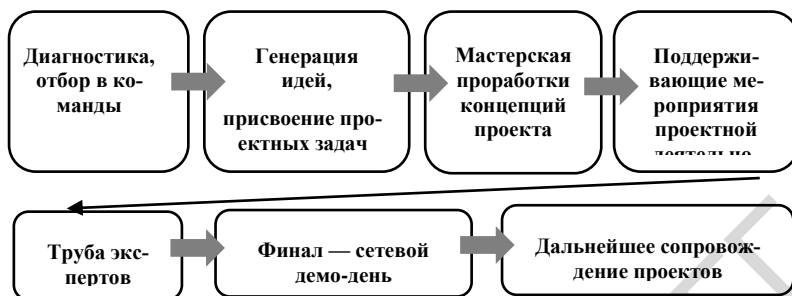 Диагностика,
отбор в ко-
манды
Генерация
идей,
присвоение про-
ектных задач
Мастерская
проработки
концепций
проекта
Поддержи-
вающие ме-
роприятия
проектной
деятельно-
Труба экс-
пертов
Финал — сетевой
демо-день
Дальнейшее сопровож-
дение проектов